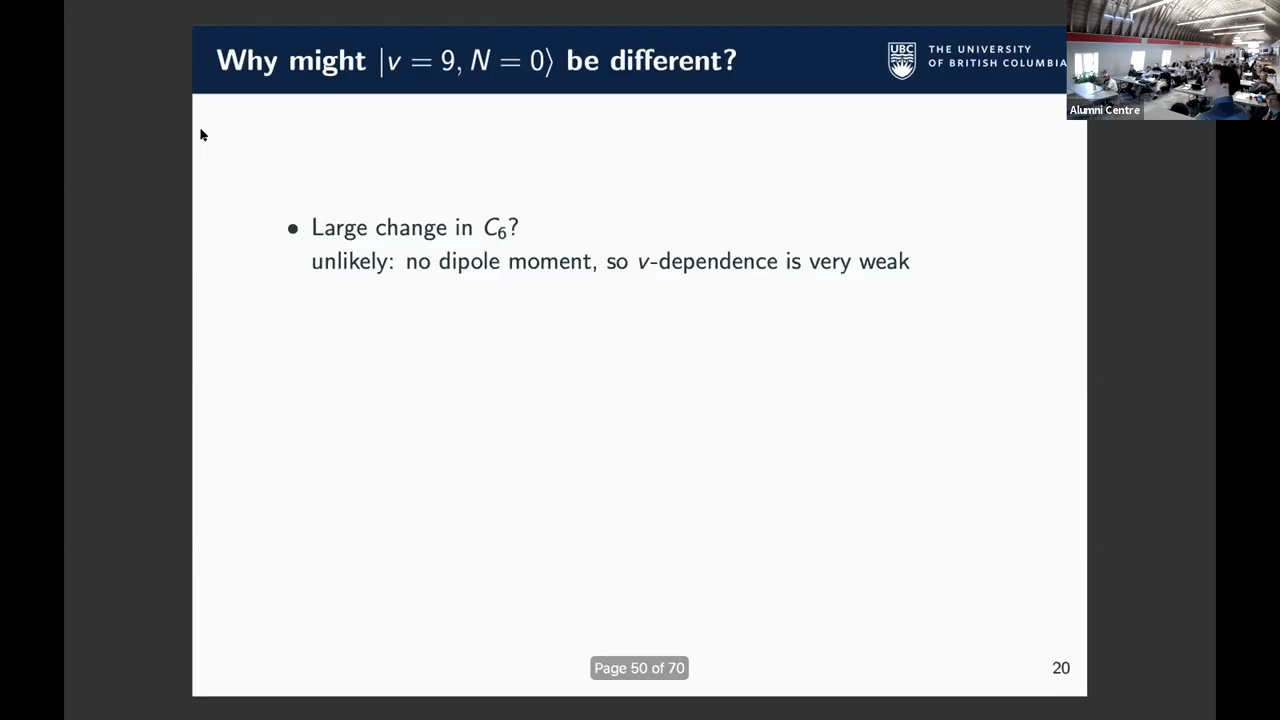 Why might |v = 9, N = 0⟩ be different?
UBC
THE UNIVERSITY
OF BRITISH COLUMBIA
Alumni Centre
• Large change in C₆?
unlikely: no dipole moment, so v-dependence is very weak
Page 50 of 70
20